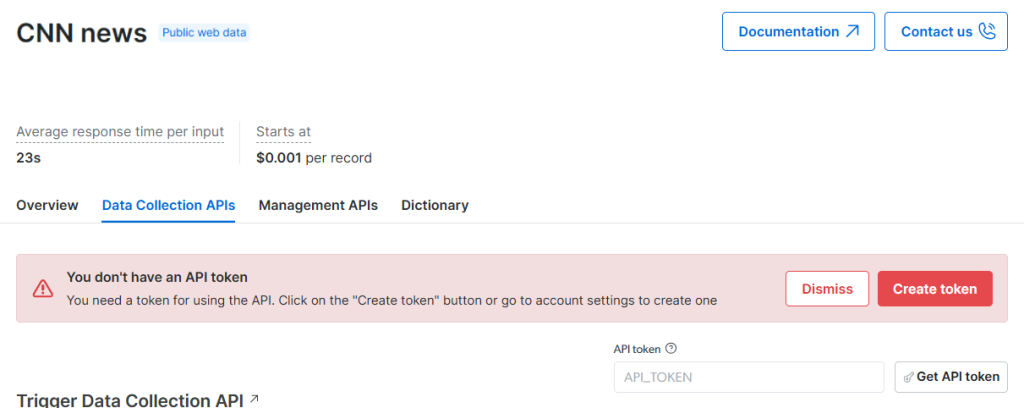 CNN news Public web data Documentation Contact us
Average response time per input Starts at
23s $0.001 per record
Overview Data Collection APIs Management APIs Dictionary
You don't have an API token
You need a token for using the API. Click on the "Create token" button or go to account settings to create one
Dismiss Create token
API token ?
API_TOKEN Get API token
Trigger Data Collection API